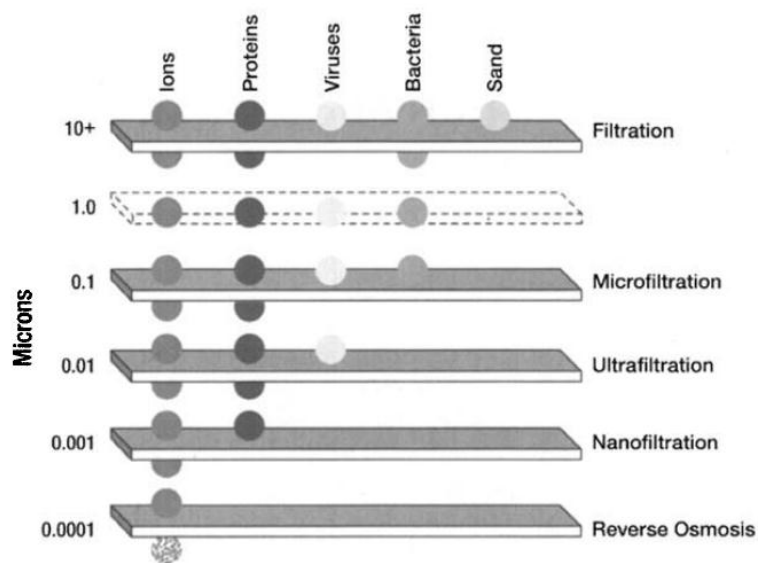 Ions
Proteins
Viruses
Bacteria
Sand
10+
Filtration
1.0
0.1
Microfiltration
Microns
0.01
Ultrafiltration
0.001
Nanofiltration
0.0001
Reverse Osmosis